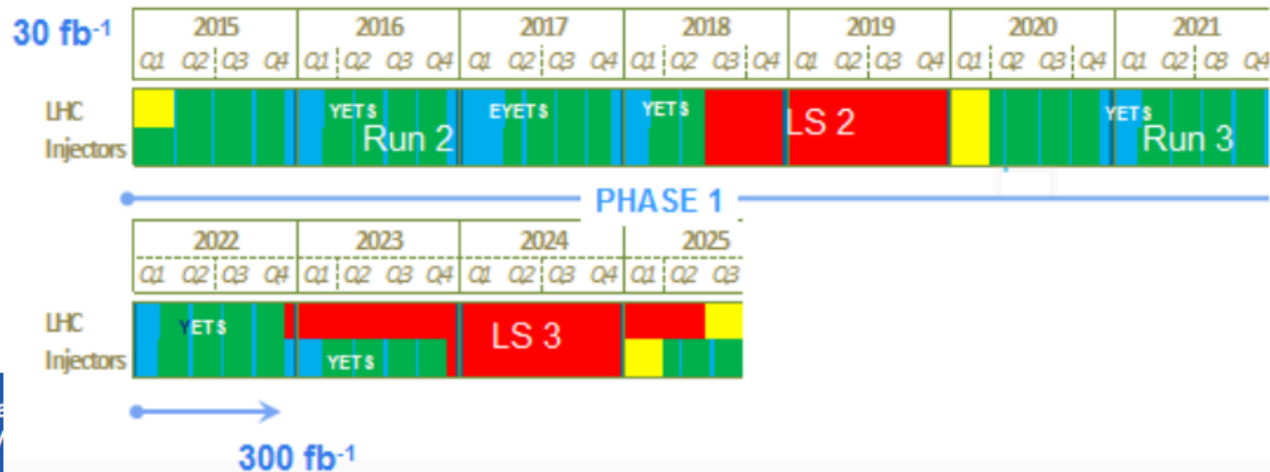 30 fb-1 2015 2016 2017 2018 2019 2020 2021
Q1 Q2 Q3 Q4 Q1 Q2 Q3 Q4 Q1 Q2 Q3 Q4 Q1 Q2 Q3 Q4 Q1 Q2 Q3 Q4 Q1 Q2 Q3 Q4 Q1 Q2 Q3 Q4
LHC YETS EYETS YETS LS 2 YETS
Injectors Run 2 Run 3
PHASE 1
2022 2023 2024 2025
Q1 Q2 Q3 Q4 Q1 Q2 Q3 Q4 Q1 Q2 Q3 Q4 Q1 Q2 Q3
LHC YETS LS 3
Injectors YETS
300 fb-1